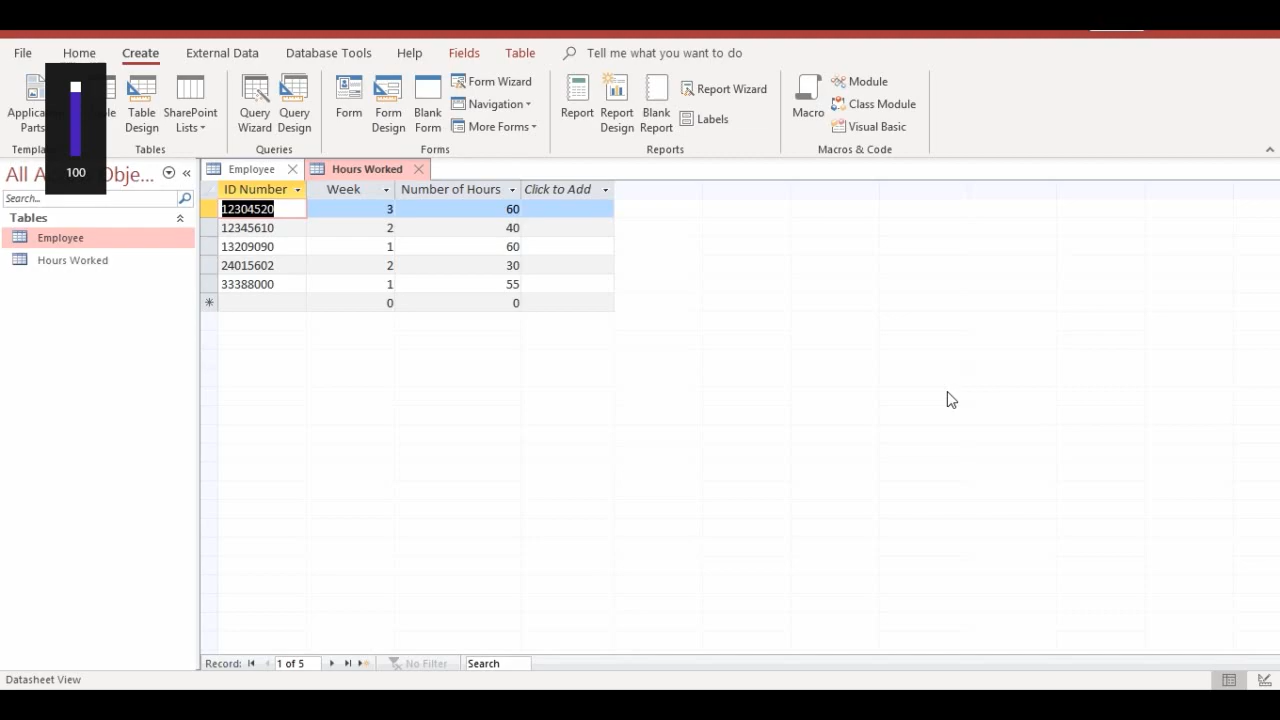 File Home Create External Data Database Tools Help Fields Table Tell me what you want to do
Form Wizard Report Wizard Module
Navigation Labels Class Module
More Forms Visual Basic
Parts Table Design SharePoint Lists Query Wizard Query Design Form Form Design Blank Form Report Report Design Blank Report Macro
Tables Queries Forms Reports Macros & Code
100
Employee Hours Worked
Search...
Tables
Employee
Hours Worked
ID Number Week Number of Hours Click to Add
12304520 3 60
12345610 2 40
13209090 1 60
24015602 2 30
33388000 1 55
* 0 0
Record: 1 of 5 No Filter Search
Datasheet View